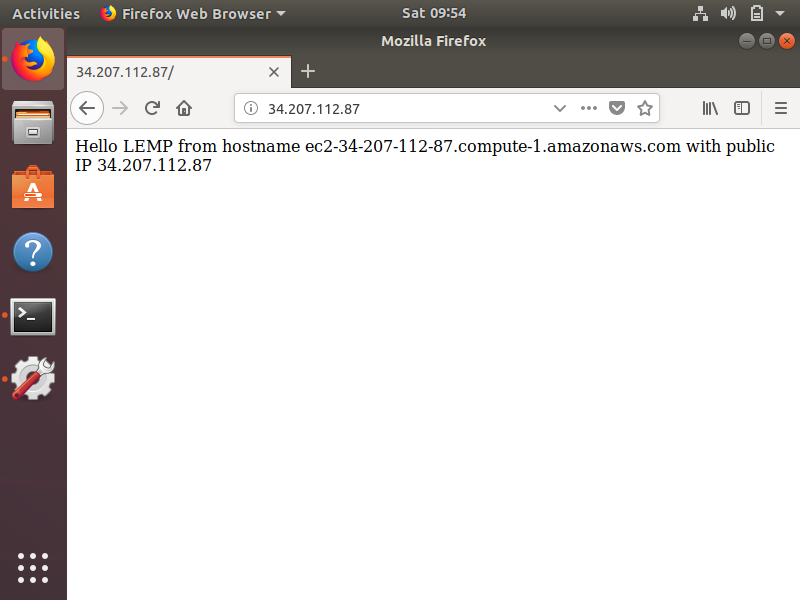 Activities Firefox Web Browser Sat 09:54
Mozilla Firefox
34.207.112.87/
34.207.112.87
Hello LEMP from hostname ec2-34-207-112-87.compute-1.amazonaws.com with public
IP 34.207.112.87